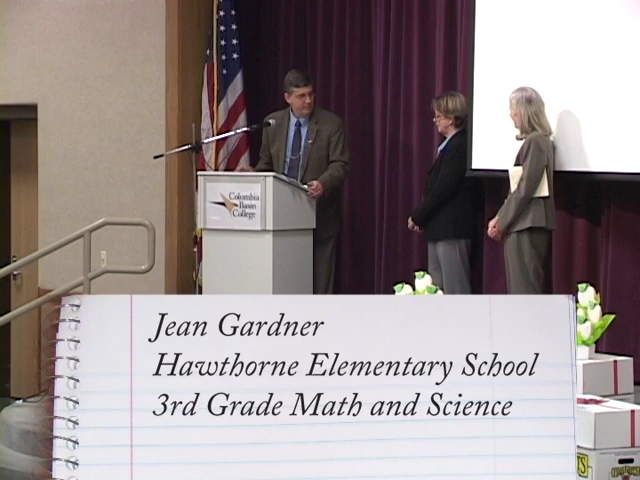 Columbia
Basin
College
Jean Gardner
Hawthorne Elementary School
3rd Grade Math and Science